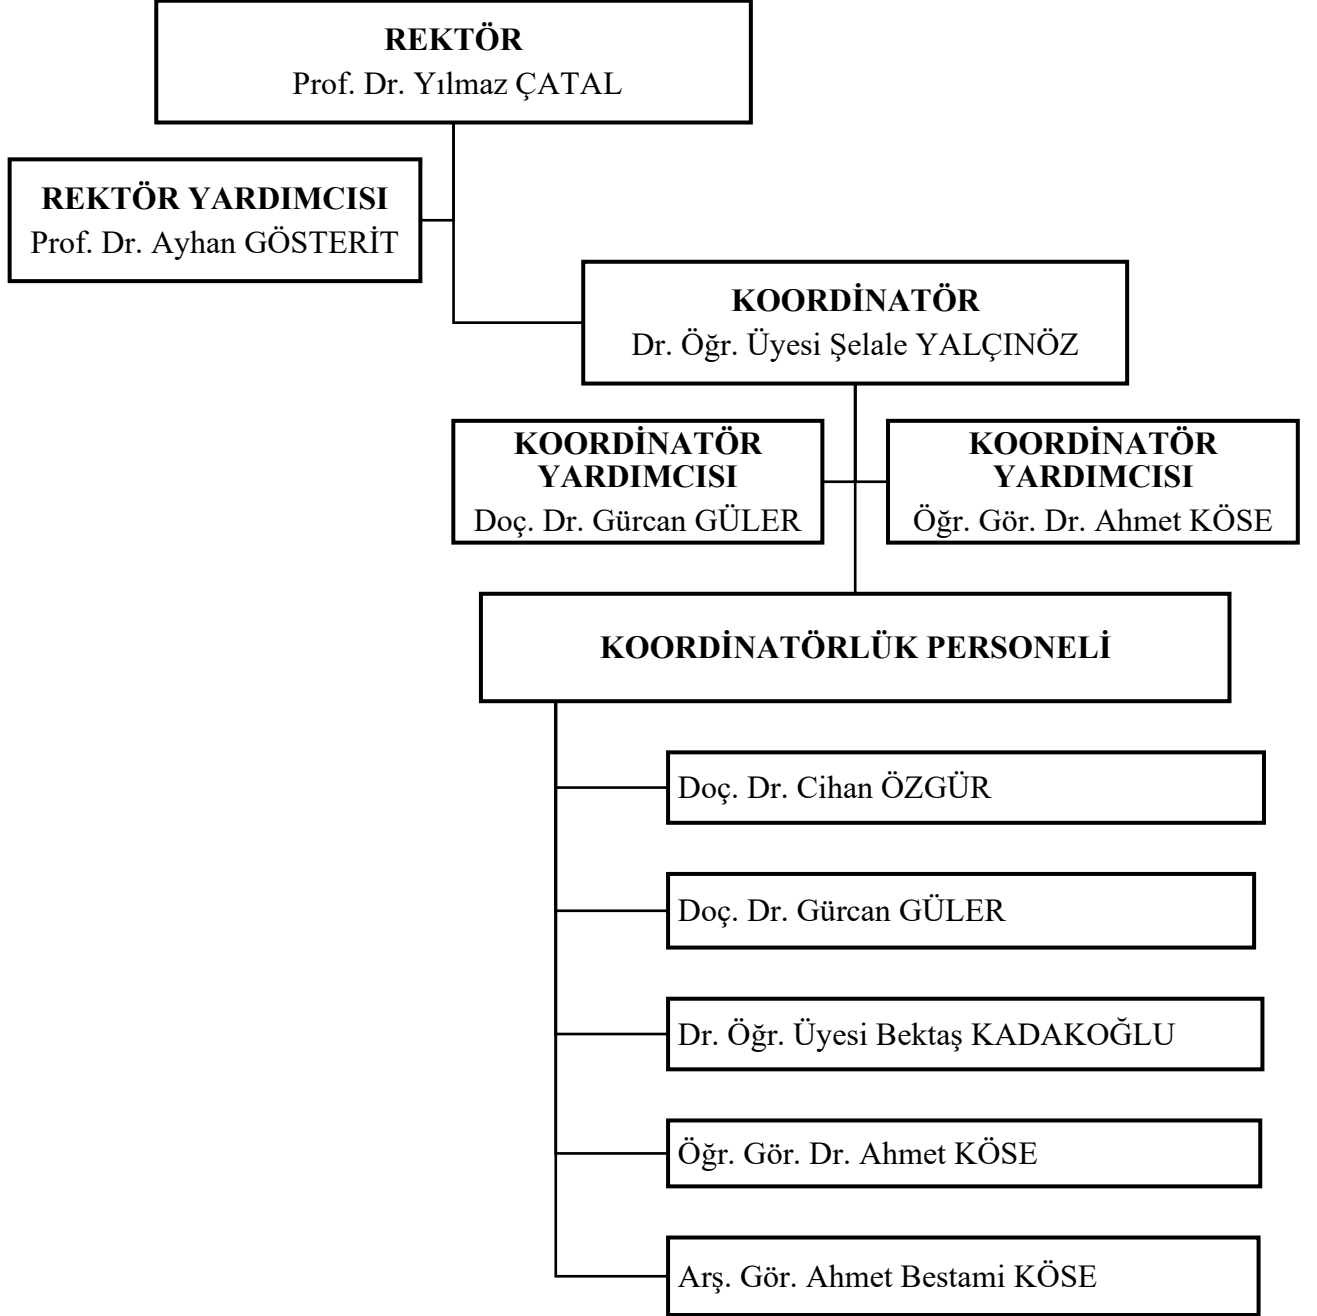 REKTÖR
Prof. Dr. Yılmaz ÇATAL
REKTÖR YARDIMCISI
Prof. Dr. Ayhan GÖSTERİT
KOORDİNATÖR
Dr. Öğr. Üyesi Şelale YALÇINÖZ
KOORDİNATÖR
YARDIMCISI
Doç. Dr. Gürcan GÜLER
KOORDİNATÖR
YARDIMCISI
Öğr. Gör. Dr. Ahmet KÖSE
KOORDİNATÖRLÜK PERSONELİ
Doç. Dr. Cihan ÖZGÜR
Doç. Dr. Gürcan GÜLER
Dr. Öğr. Üyesi Bektaş KADAKOĞLU
Öğr. Gör. Dr. Ahmet KÖSE
Arş. Gör. Ahmet Bestami KÖSE